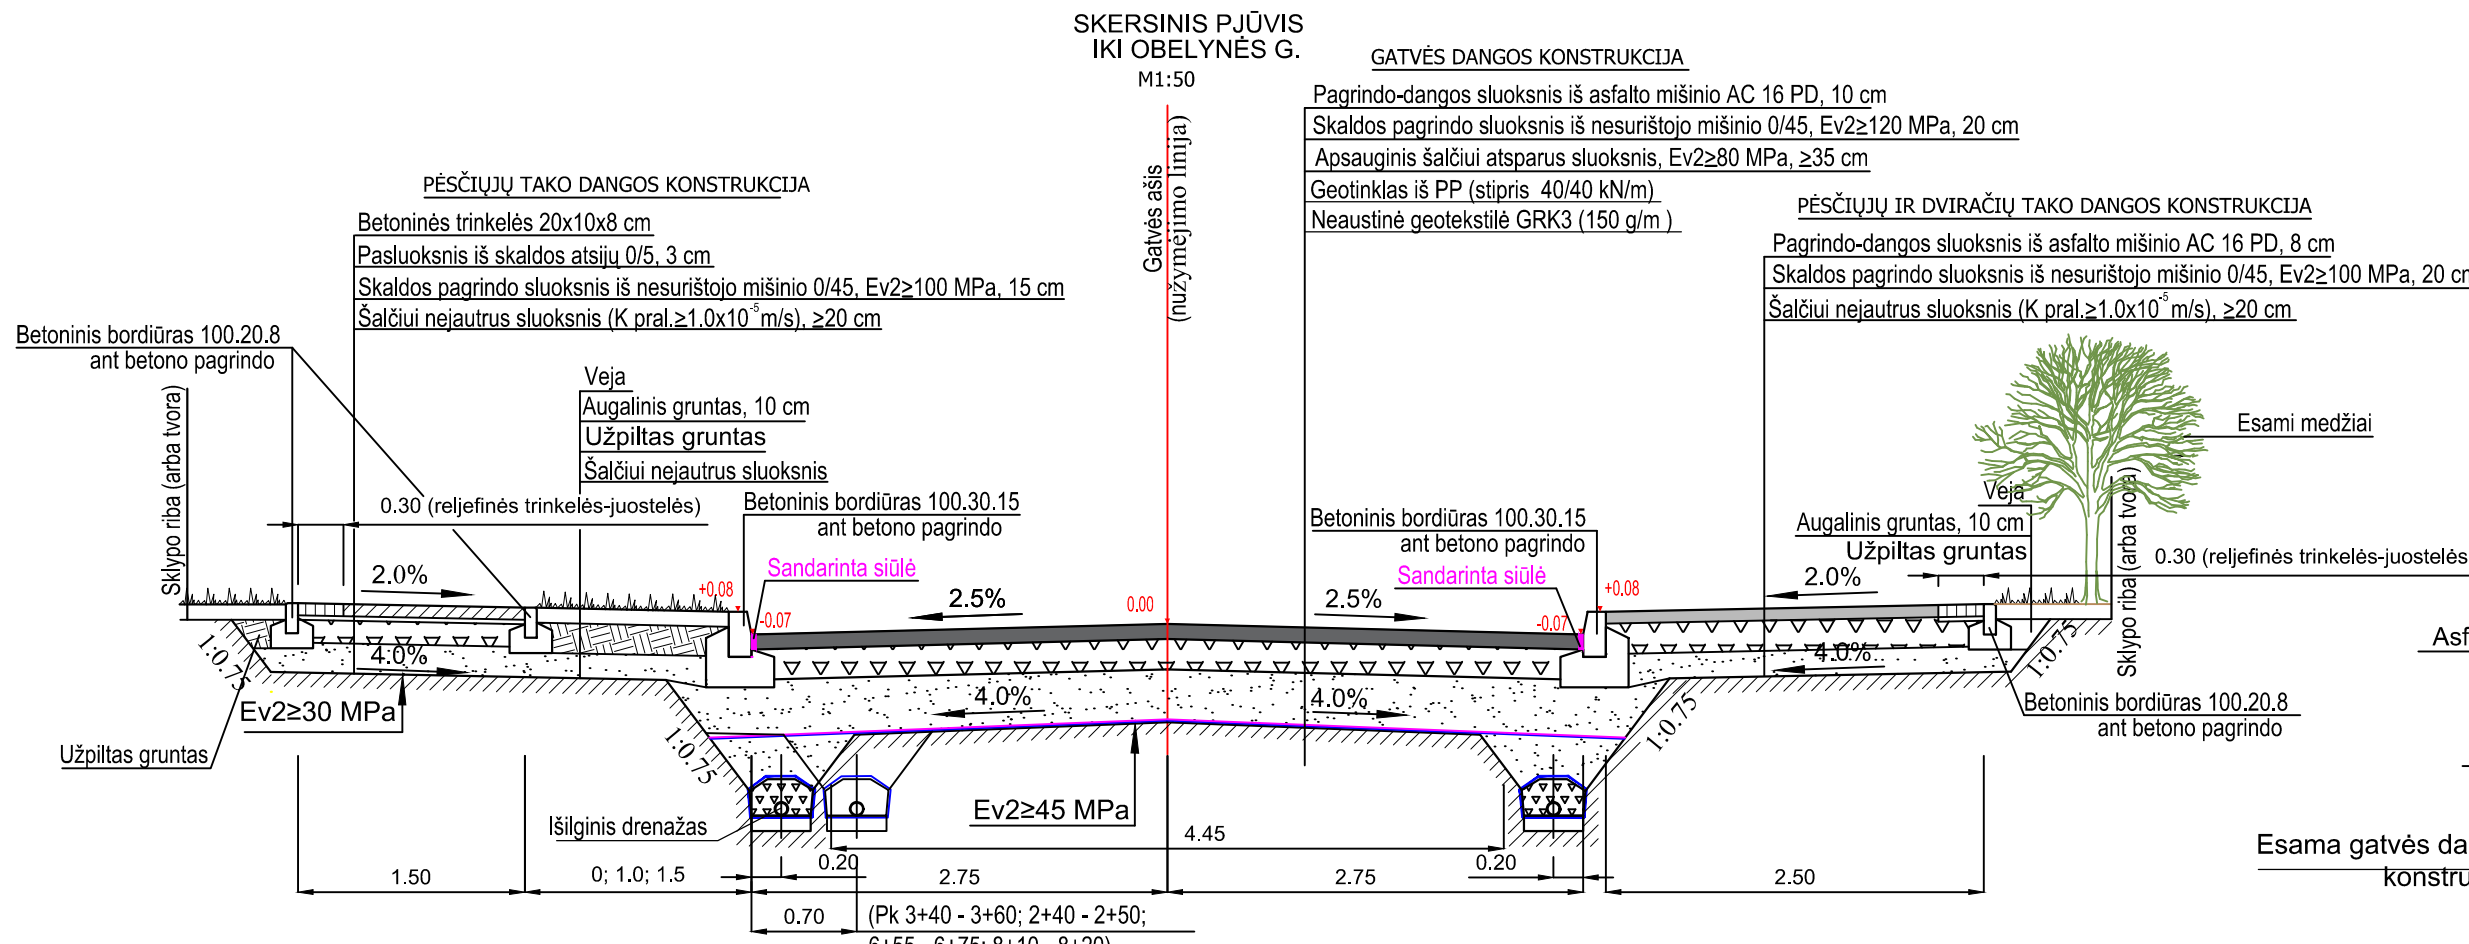 SKERSINIS PJŪVIS
IKI OBELYNĖS G.
M1:50
GATVĖS DANGOS KONSTRUKCIJA
Pagrindo-dangos sluoksnis iš asfalto mišinio AC 16 PD, 10 cm
Skaldos pagrindo sluoksnis iš nesurištojo mišinio 0/45, Ev2≥120 MPa, 20 cm
Apsauginis šalčiui atsparus sluoksnis, Ev2≥80 MPa, ≥35 cm
Geotinklas iš PP (stipris 40/40 kN/m)
Neaustinė geotekstilė GRK3 (150 g/m )
Gatvės ašis
(nužymėjimo linija)
PĖSČIŲJŲ TAKO DANGOS KONSTRUKCIJA
Betoninės trinkelės 20x10x8 cm
Pasluoksnis iš skaldos atsijų 0/5, 3 cm
Skaldos pagrindo sluoksnis iš nesurištojo mišinio 0/45, Ev2≥100 MPa, 15 cm
Šalčiui nejautrus sluoksnis (K pral.≥1.0x10⁻⁵ m/s), ≥20 cm
PĖSČIŲJŲ IR DVIRAČIŲ TAKO DANGOS KONSTRUKCIJA
Pagrindo-dangos sluoksnis iš asfalto mišinio AC 16 PD, 8 cm
Skaldos pagrindo sluoksnis iš nesurištojo mišinio 0/45, Ev2≥100 MPa, 20 cm
Šalčiui nejautrus sluoksnis (K pral.≥1.0x10⁻⁵ m/s), ≥20 cm
Betoninis bordiūras 100.20.8
ant betono pagrindo
Sklypo riba (arba tvora)
Veja
Augalinis gruntas, 10 cm
Užpiltas gruntas
Šalčiui nejautrus sluoksnis
0.30 (reljefinės trinkelės-juostelės)
Betoninis bordiūras 100.30.15
ant betono pagrindo
Sandarinta siūlė
Betoninis bordiūras 100.30.15
ant betono pagrindo
Sandarinta siūlė
Esami medžiai
Veja
Augalinis gruntas, 10 cm
Užpiltas gruntas
0.30 (reljefinės trinkelės-juostelės
Sklypo riba (arba tvora)
2.0%
+0.08
-0.07
2.5%
0.00
2.5%
-0.07
+0.08
2.0%
1:0.75
4.0%
4.0%
4.0%
4.0%
1:0.75
Asf
Ev2≥30 MPa
Užpiltas gruntas
1:0.75
1:0.75
Betoninis bordiūras 100.20.8
ant betono pagrindo
Išilginis drenažas
Ev2≥45 MPa
4.45
Esama gatvės da
konstru
1.50
0; 1.0; 1.5
0.20
2.75
2.75
0.20
2.50
0.70
(Pk 3+40 - 3+60; 2+40 - 2+50;
6+55 - 6+75; 8+10 - 8+20)